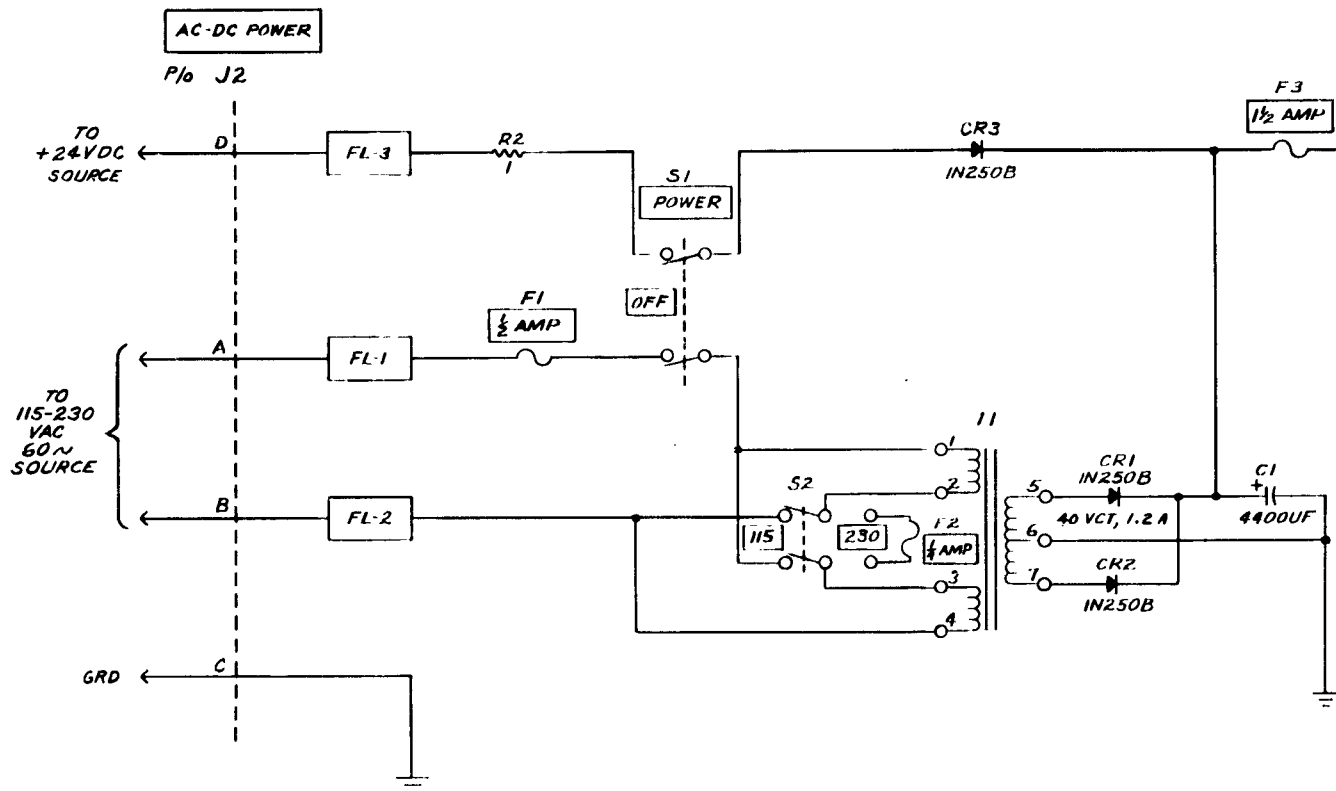 AC-DC POWER
P/o J2
TO
+24VDC
SOURCE
D
FL-3
R2
1
S1
POWER
CR3
1N250B
F3
1½ AMP
OFF
F1
½ AMP
A
FL-1
TO
115-230
VAC
60~
SOURCE
B
FL-2
S2
115
230
F2
¼ AMP
11
1
2
3
4
5
6
7
CR1
1N250B
40 VCT, 1.2 A
CR2
1N250B
C1
+
4400UF
GRD
C